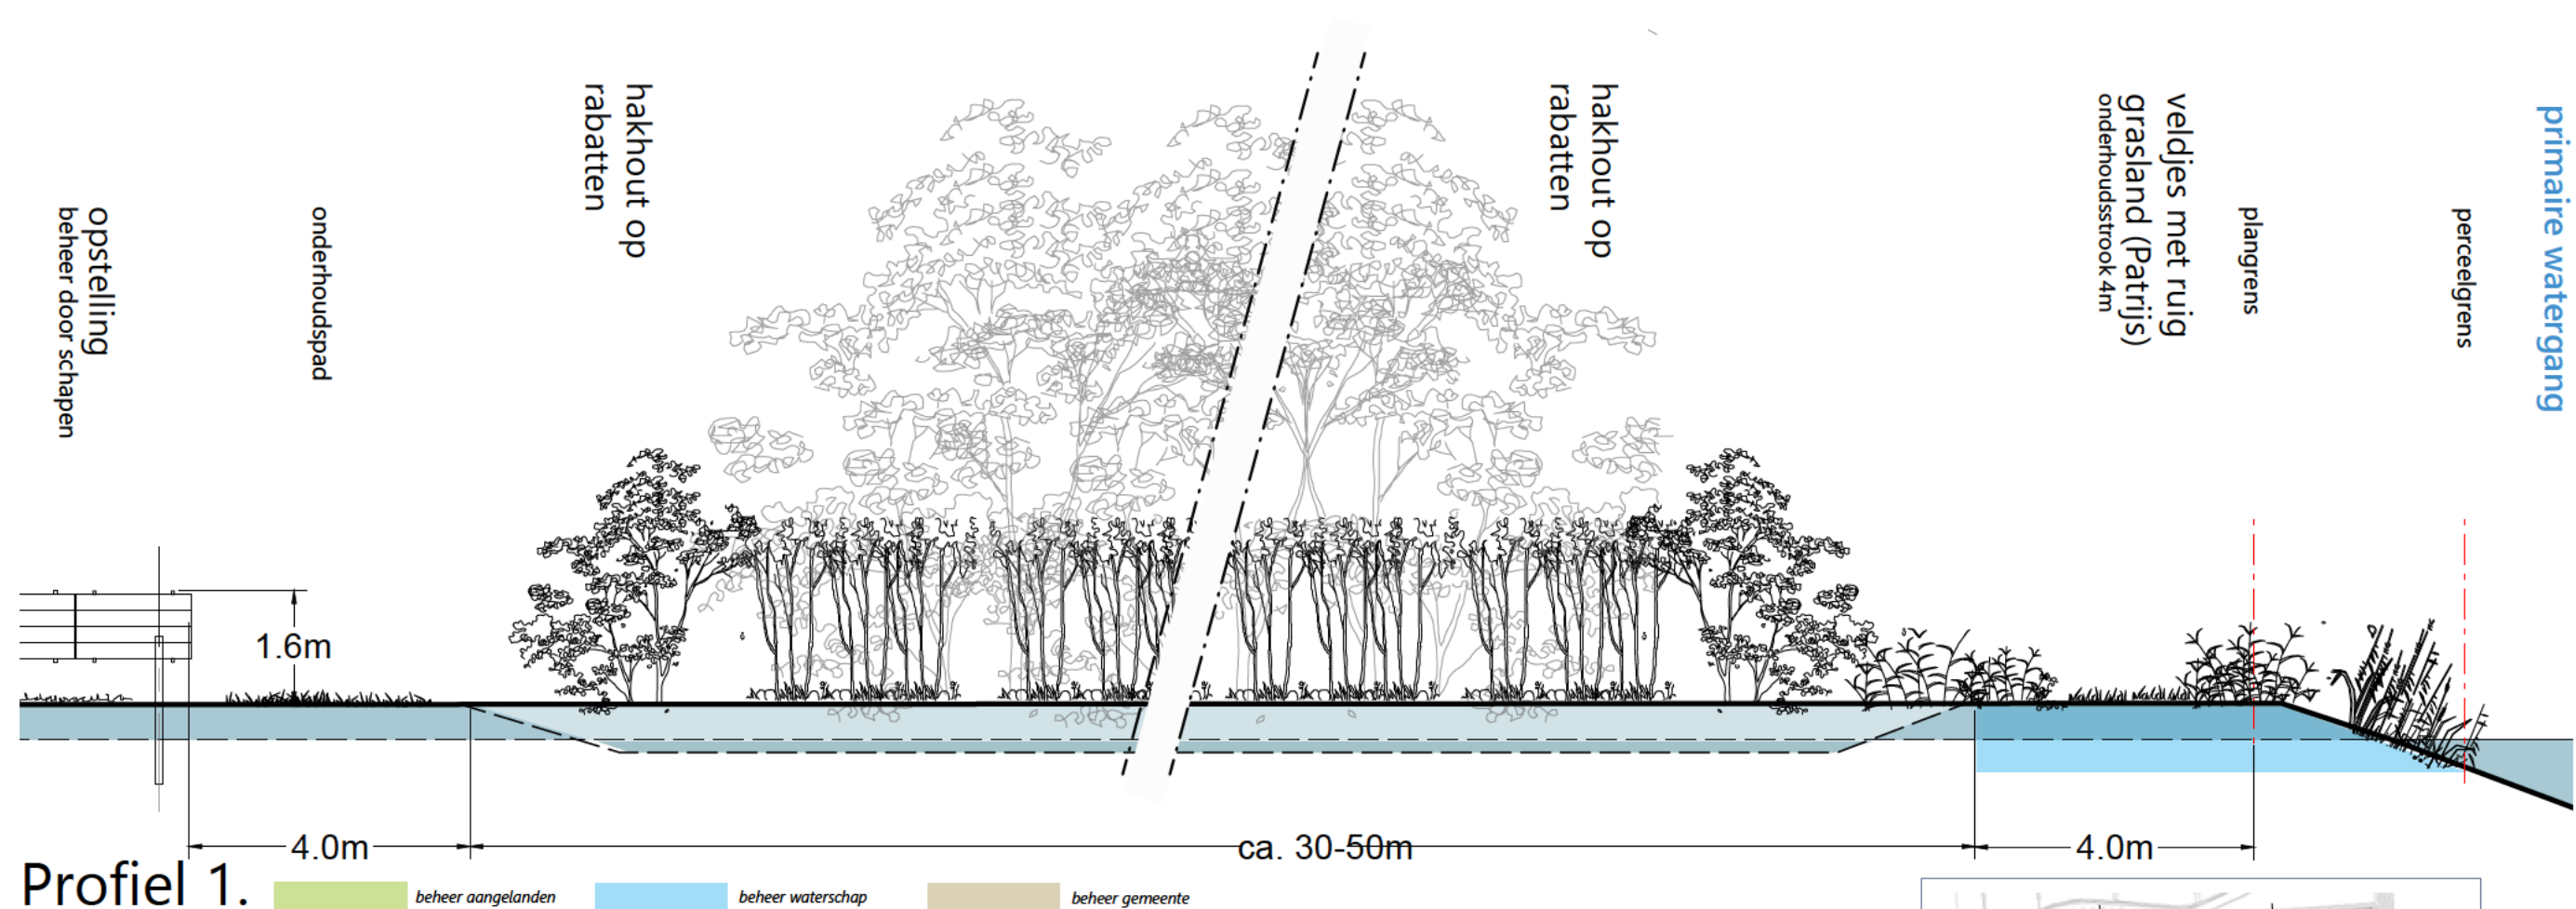 opstelling
beheer door schapen
onderhoudspad
hakhout op
rabatten
hakhout op
rabatten
veldjes met ruig
grasland (Patrijs)
onderhoudsstrook 4m
plangrens
perceelgrens
primaire watergang
1.6m
4.0m
ca. 30-50m
4.0m
Profiel 1.
beheer aangelanden
beheer waterschap
beheer gemeente